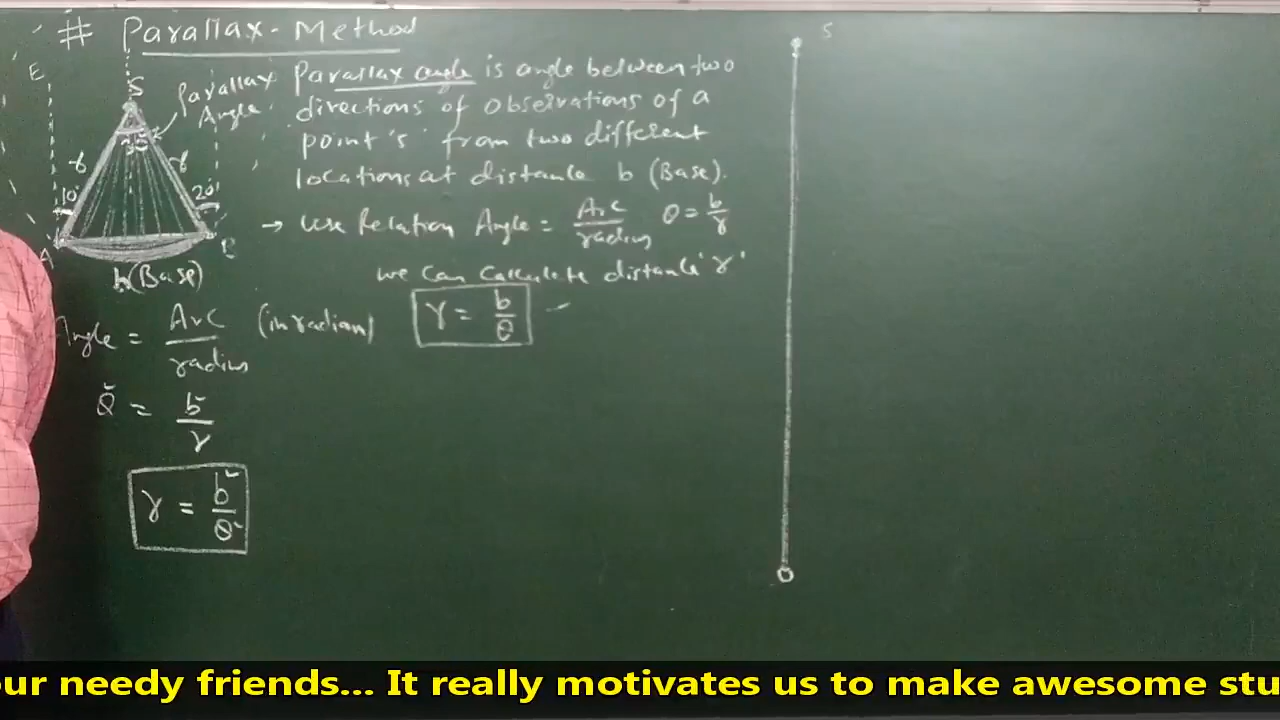 # Parallax-Method
E
S
Parallax
Angle
Parallax angle is angle between two
directions of observations of a
point 's' from two different
locations at distance b (Base).
r
r
10°
20°
A
B
b(Base)
→ Use Relation Angle = Arc/radius θ = b/r
we can calculate distance 'r'
r = b/θ
Angle = Arc/radius (in radian)
θ = b/r
r = b/θ
S
our needy friends... It really motivates us to make awesome stu